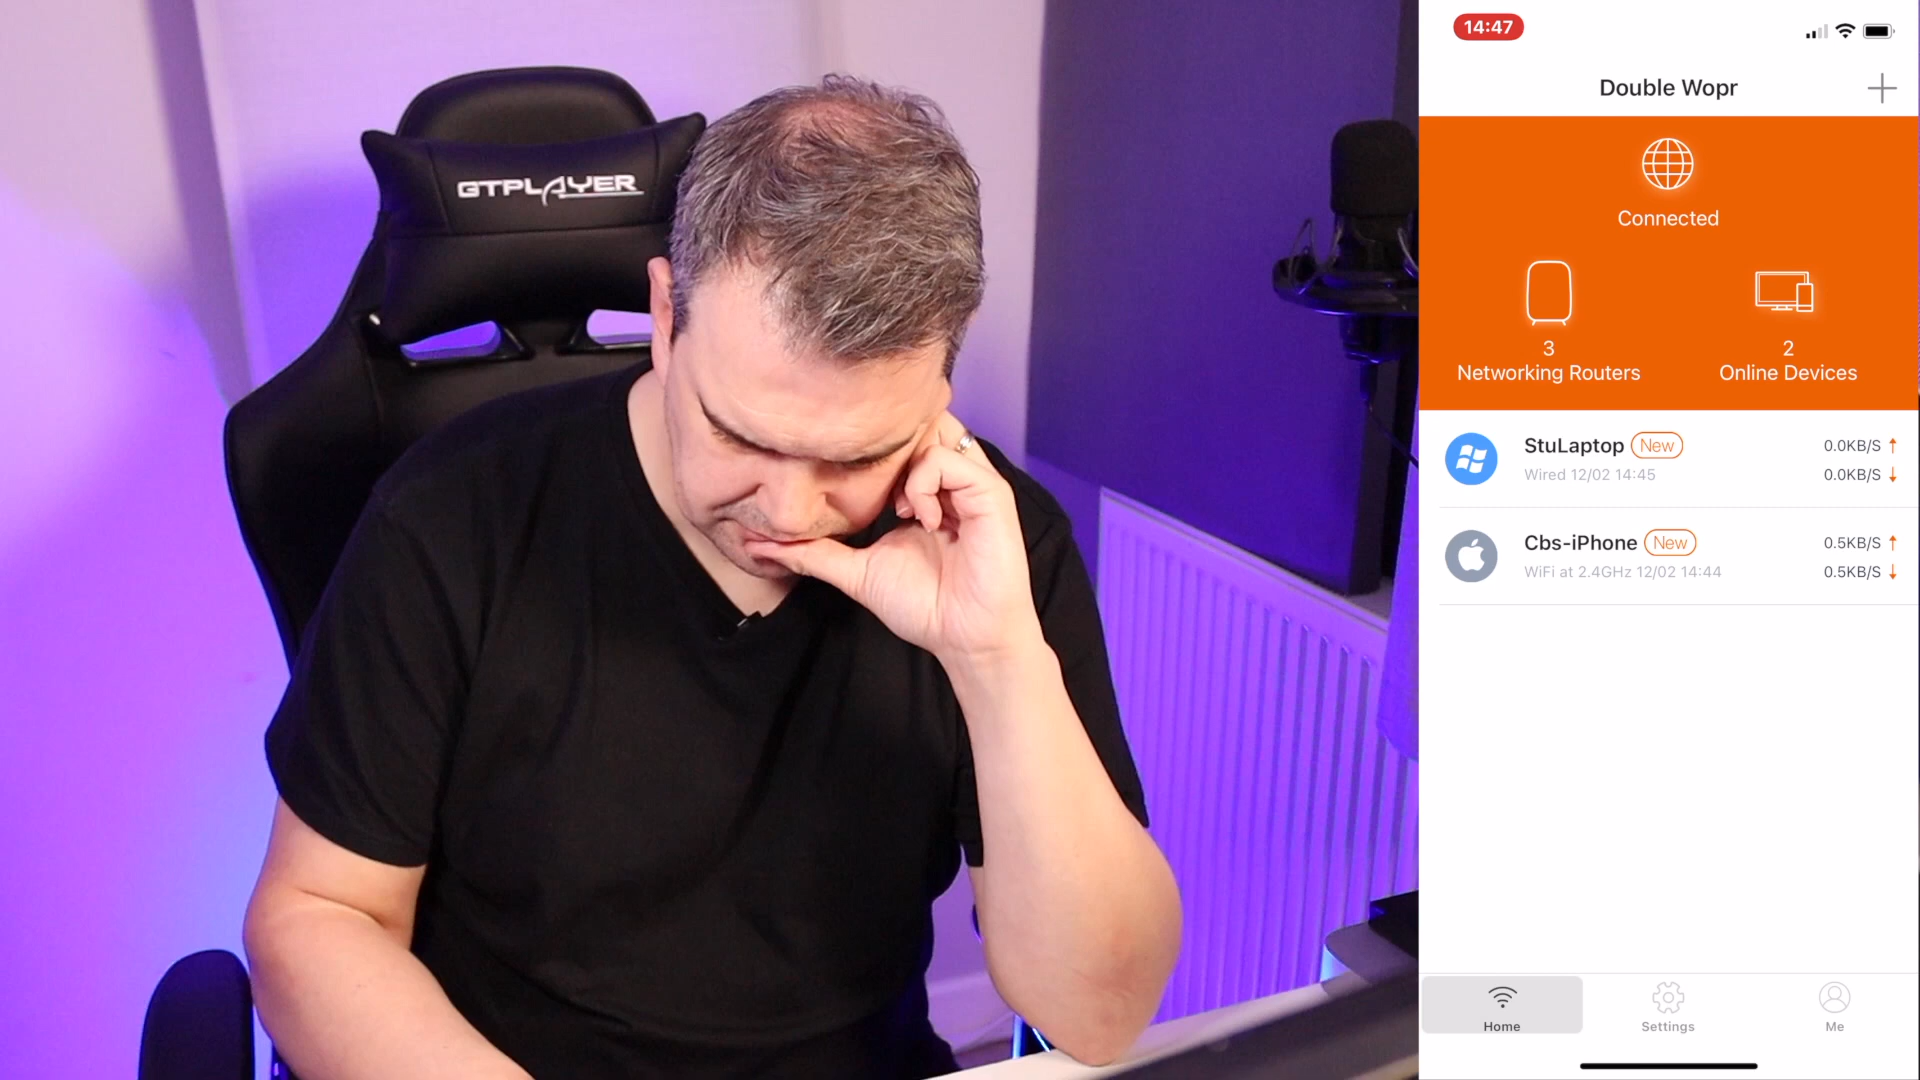 GTPLAYER
14:47
Double Wopr
Connected
3
Networking Routers
2
Online Devices
StuLaptop New
0.0KB/S ↑
Wired 12/02 14:45
0.0KB/S ↓
Cbs-iPhone New
0.5KB/S ↑
WiFi at 2.4GHz 12/02 14:44
0.5KB/S ↓
Home
Settings
Me